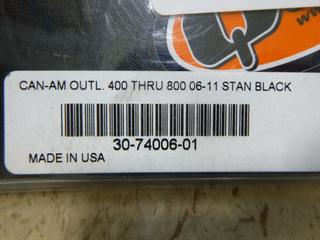 CAN-AM OUTL. 400 THRU 800 06-11 STAN BLACK
30-74006-01
MADE IN USA